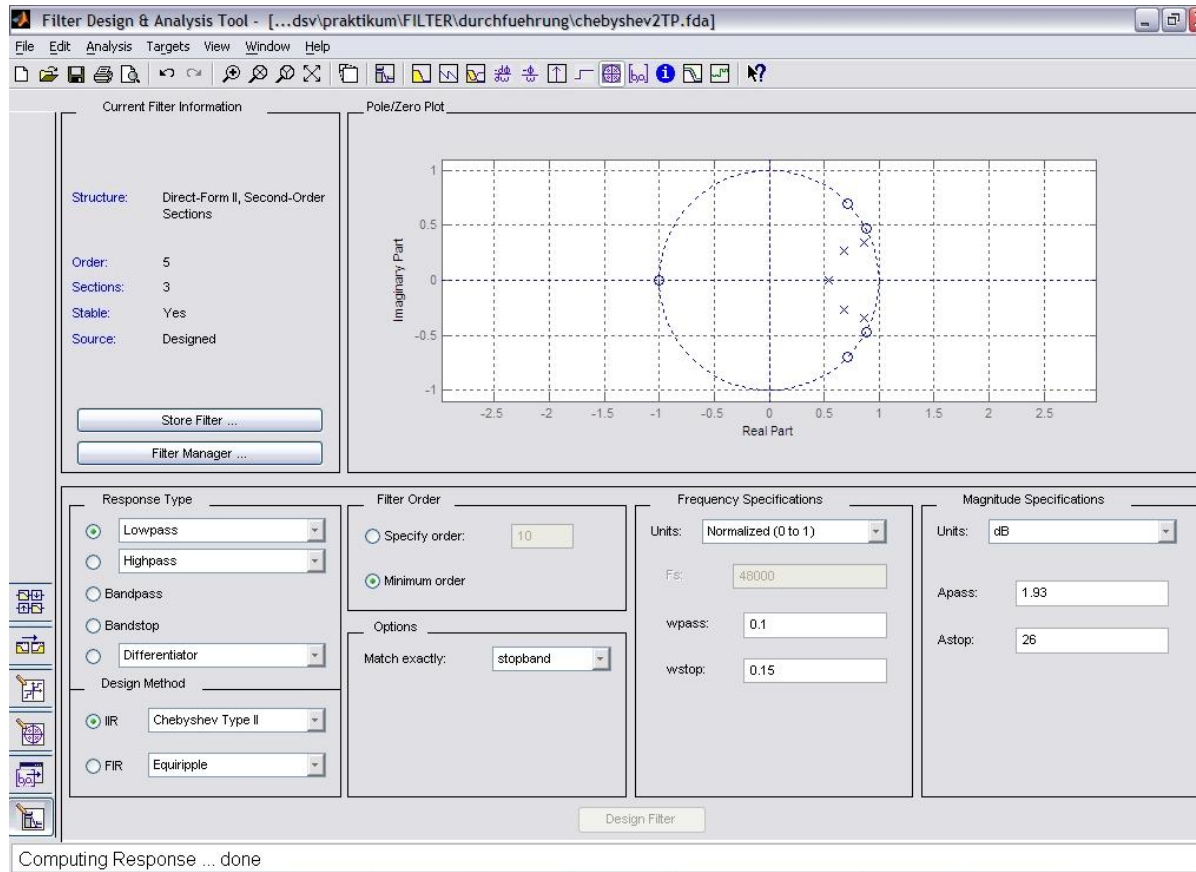 Filter Design & Analysis Tool - [...dsv\praktikum\FILTER\durchfuehrung\chebyshev2TP.fda]
File Edit Analysis Targets View Window Help
Current Filter Information
Structure: Direct-Form II, Second-Order Sections
Order: 5
Sections: 3
Stable: Yes
Source: Designed
Store Filter ...
Filter Manager ...
Pole/Zero Plot
Imaginary Part
1
0.5
0
-0.5
-1
-2.5 -2 -1.5 -1 -0.5 0 0.5 1 1.5 2 2.5
Real Part
Response Type
Lowpass
Highpass
Bandpass
Bandstop
Differentiator
Design Method
IIR Chebyshev Type II
FIR Equiripple
Filter Order
Specify order: 10
Minimum order
Options
Match exactly: stopband
Frequency Specifications
Units: Normalized (0 to 1)
Fs: 48000
wpass: 0.1
wstop: 0.15
Magnitude Specifications
Units: dB
Apass: 1.93
Astop: 26
Design Filter
Computing Response ... done